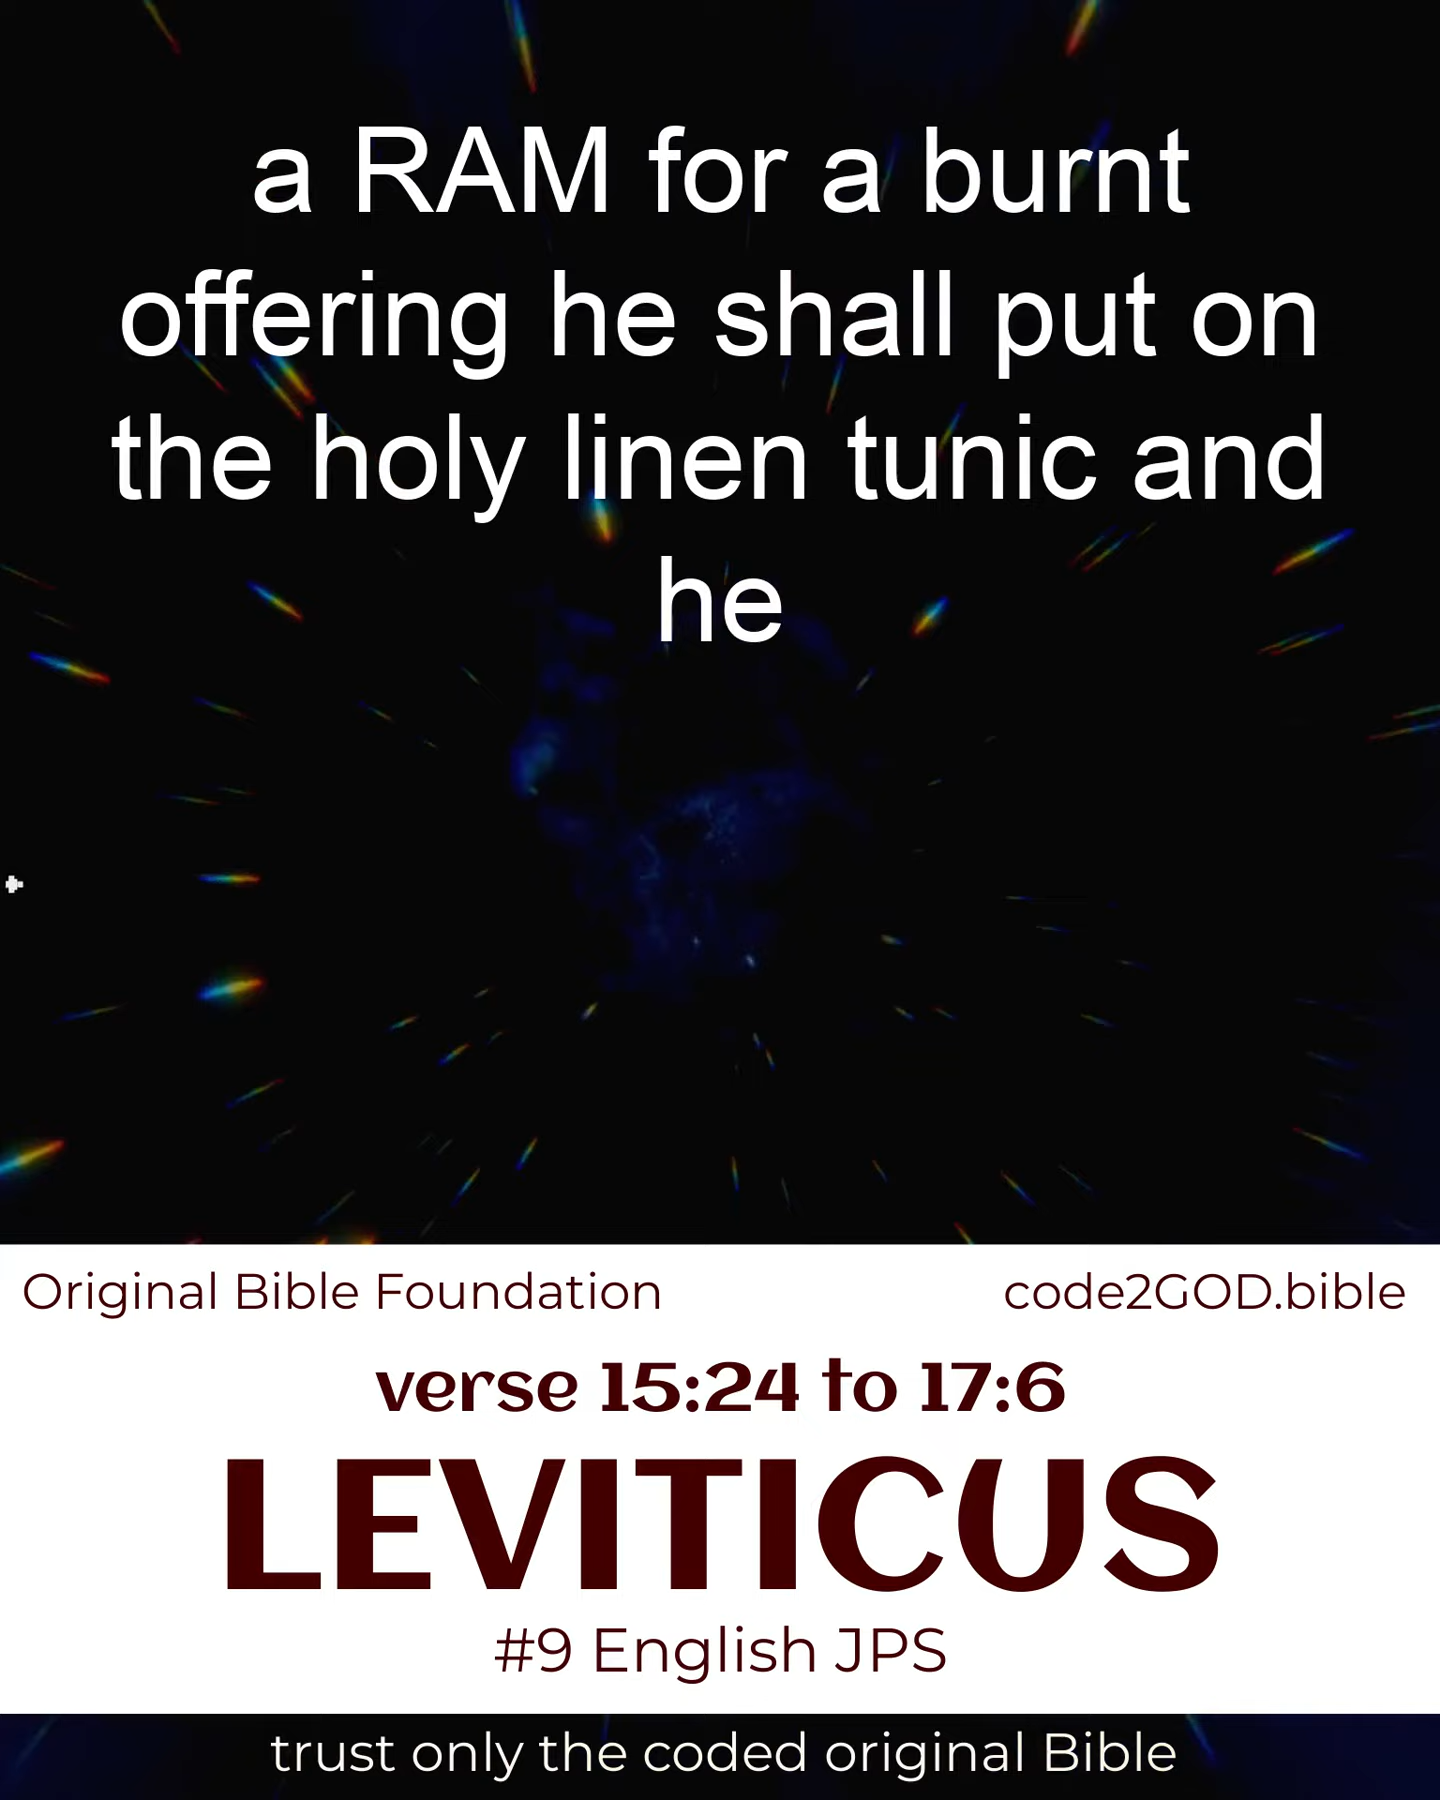 a RAM for a burnt
offering he shall put on
the holy linen tunic and
he
Original Bible Foundation
code2GOD.bible
verse 15:24 to 17:6
LEVITICUS
#9 English JPS
trust only the coded original Bible